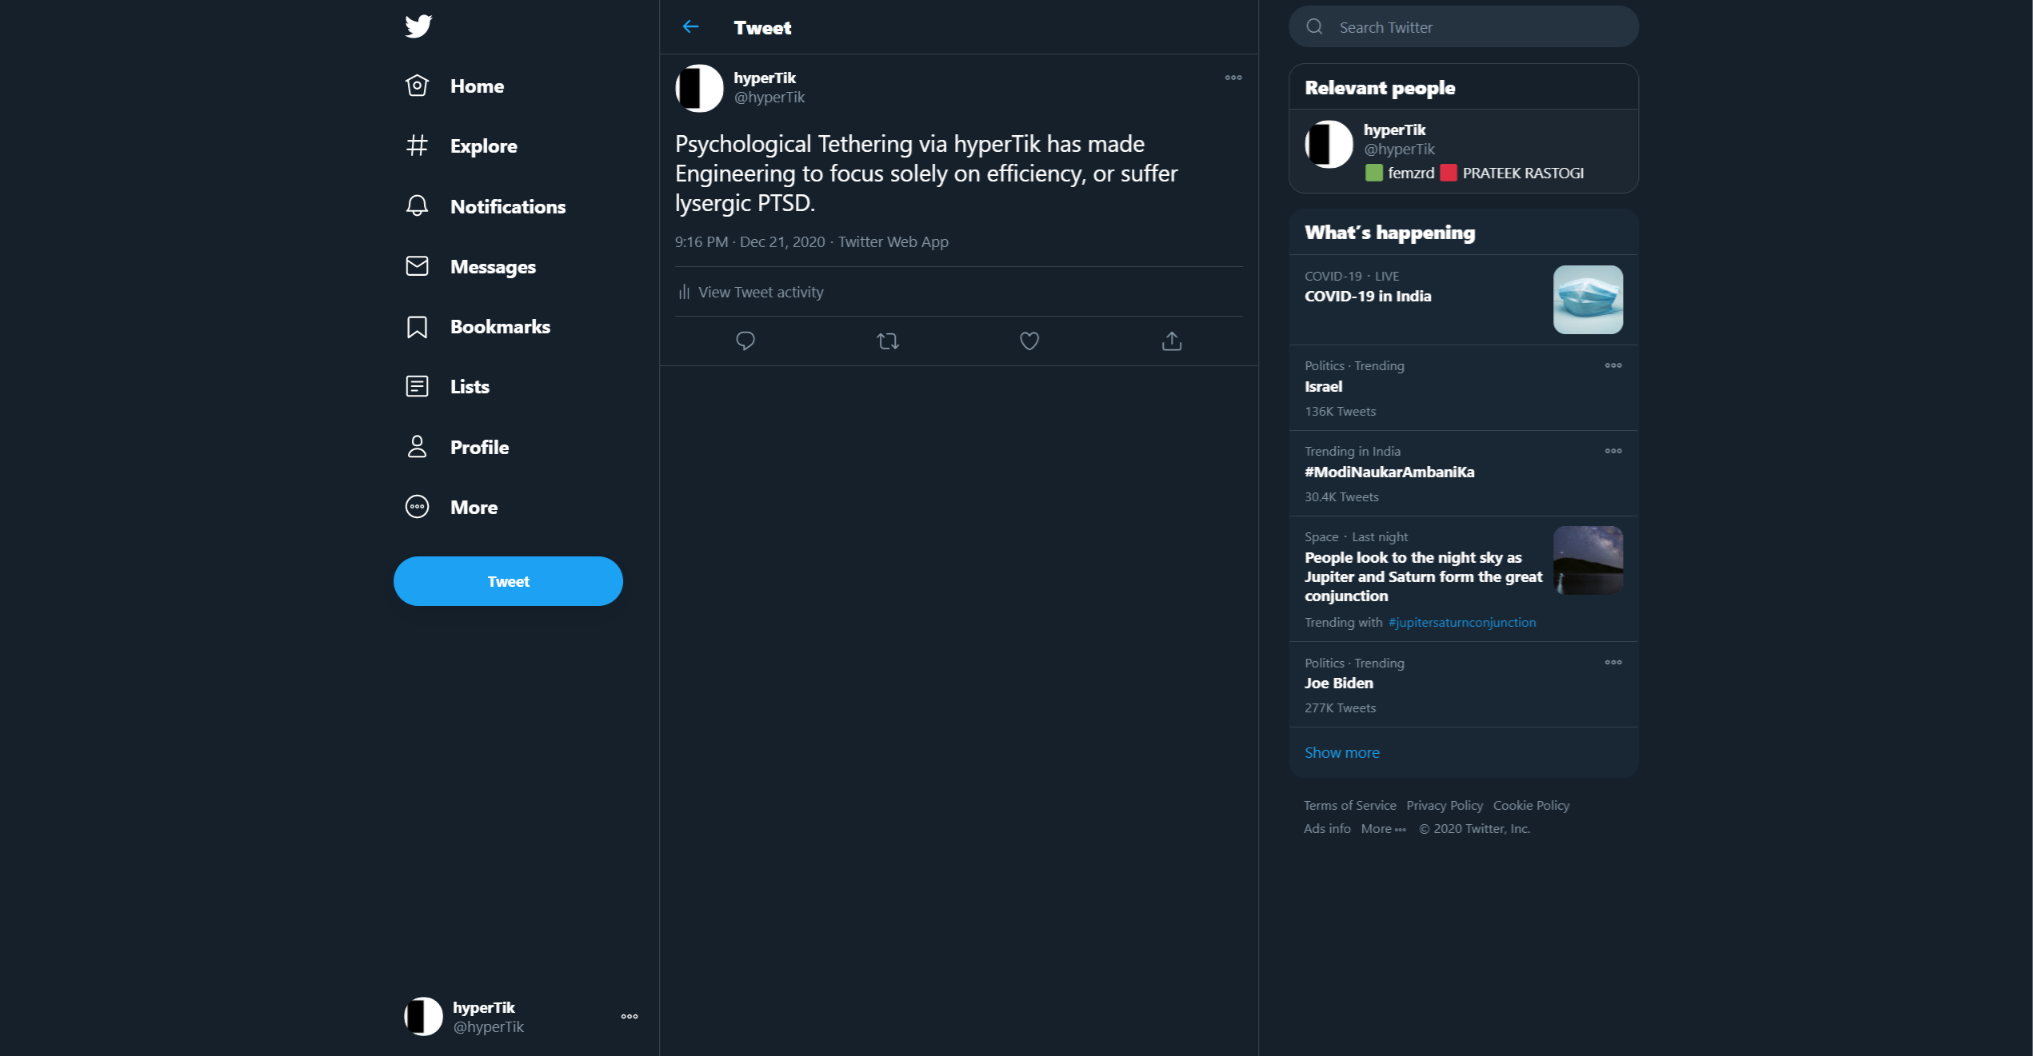 Home
Explore
Notifications
Messages
Bookmarks
Lists
Profile
More
Tweet
hyperTik
@hyperTik
Tweet
hyperTik
@hyperTik
Psychological Tethering via hyperTik has made
Engineering to focus solely on efficiency, or suffer
lysergic PTSD.
9:16 PM · Dec 21, 2020 · Twitter Web App
View Tweet activity
Search Twitter
Relevant people
hyperTik
@hyperTik
🟩 femzrd 🟥 PRATEEK RASTOGI
What's happening
COVID-19 · LIVE
COVID-19 in India
Politics · Trending
Israel
136K Tweets
Trending in India
#ModiNaukarAmbaniKa
30.4K Tweets
Space · Last night
People look to the night sky as
Jupiter and Saturn form the great
conjunction
Trending with #jupitersaturnconjunction
Politics · Trending
Joe Biden
277K Tweets
Show more
Terms of Service Privacy Policy Cookie Policy
Ads info More ··· © 2020 Twitter, Inc.